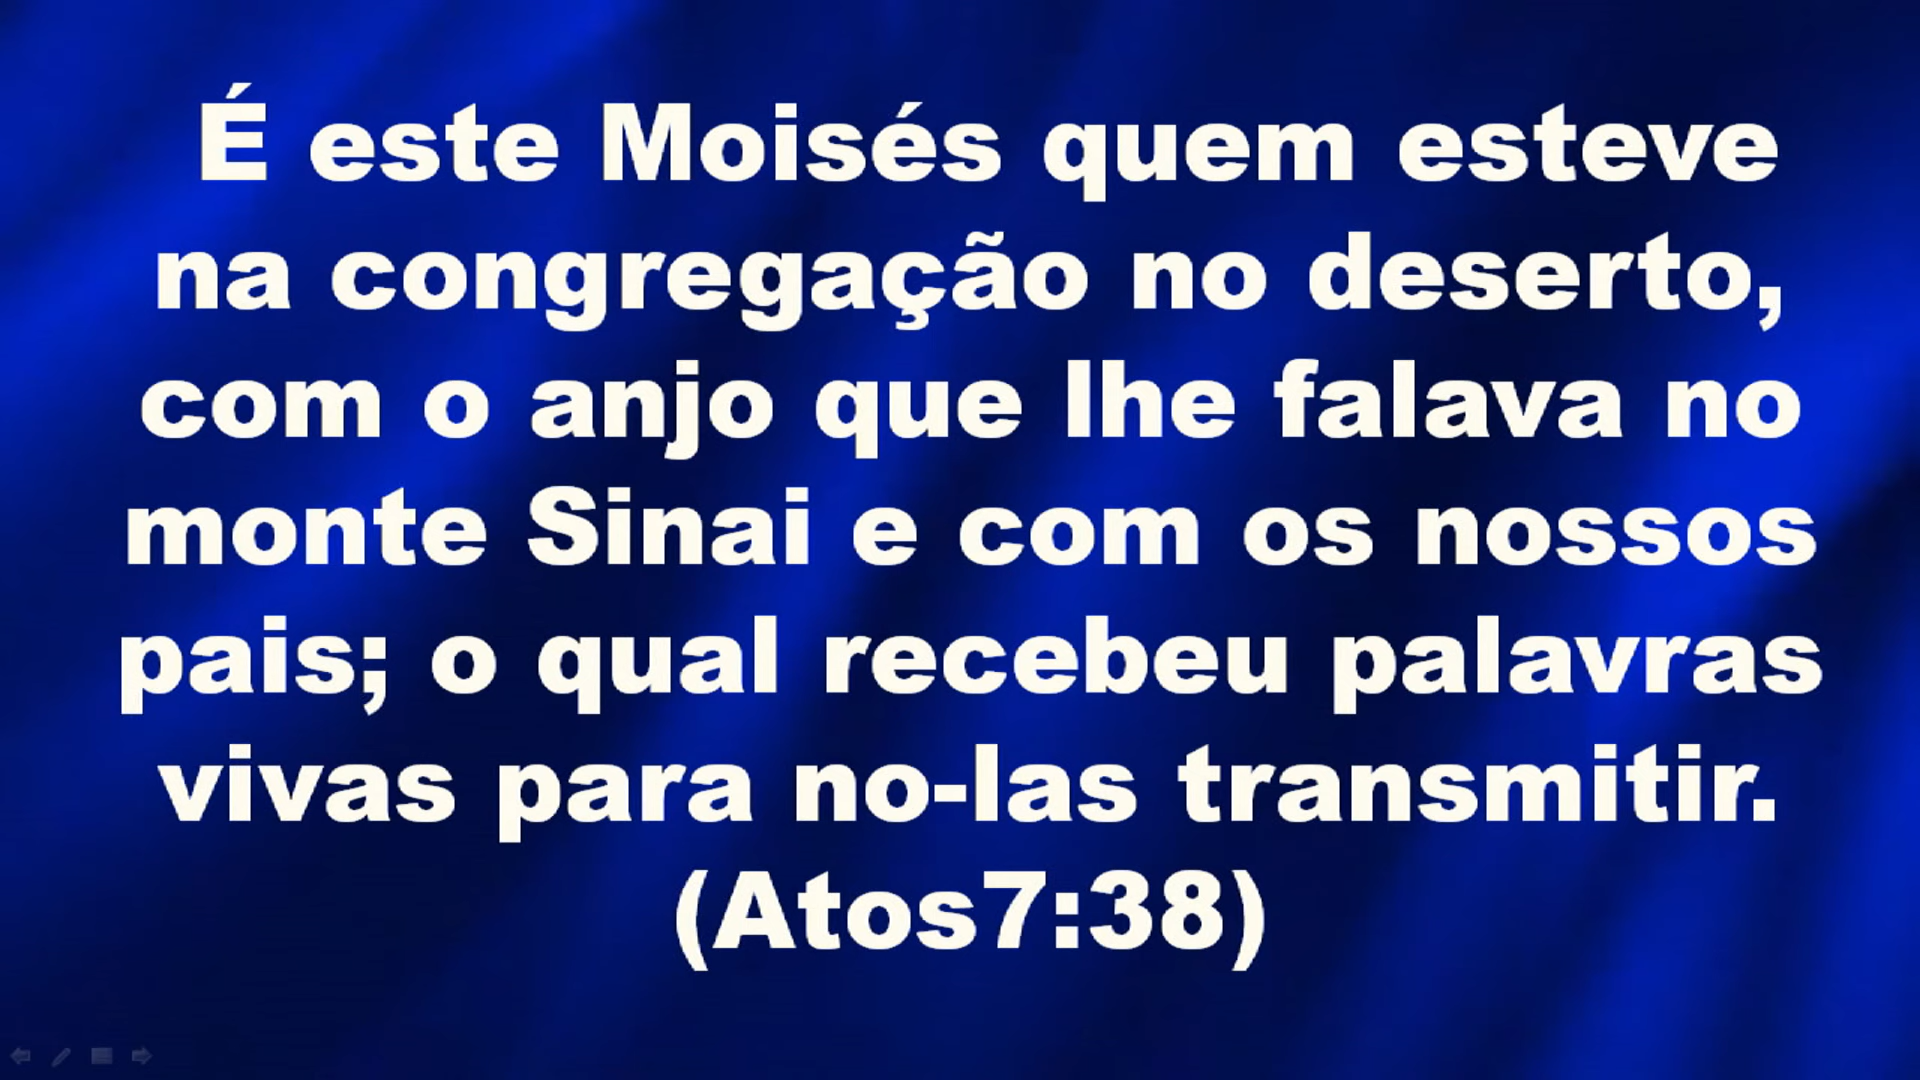 É este Moisés quem esteve
na congregação no deserto,
com o anjo que lhe falava no
monte Sinai e com os nossos
pais; o qual recebeu palavras
vivas para no-las transmitir.
(Atos7:38)